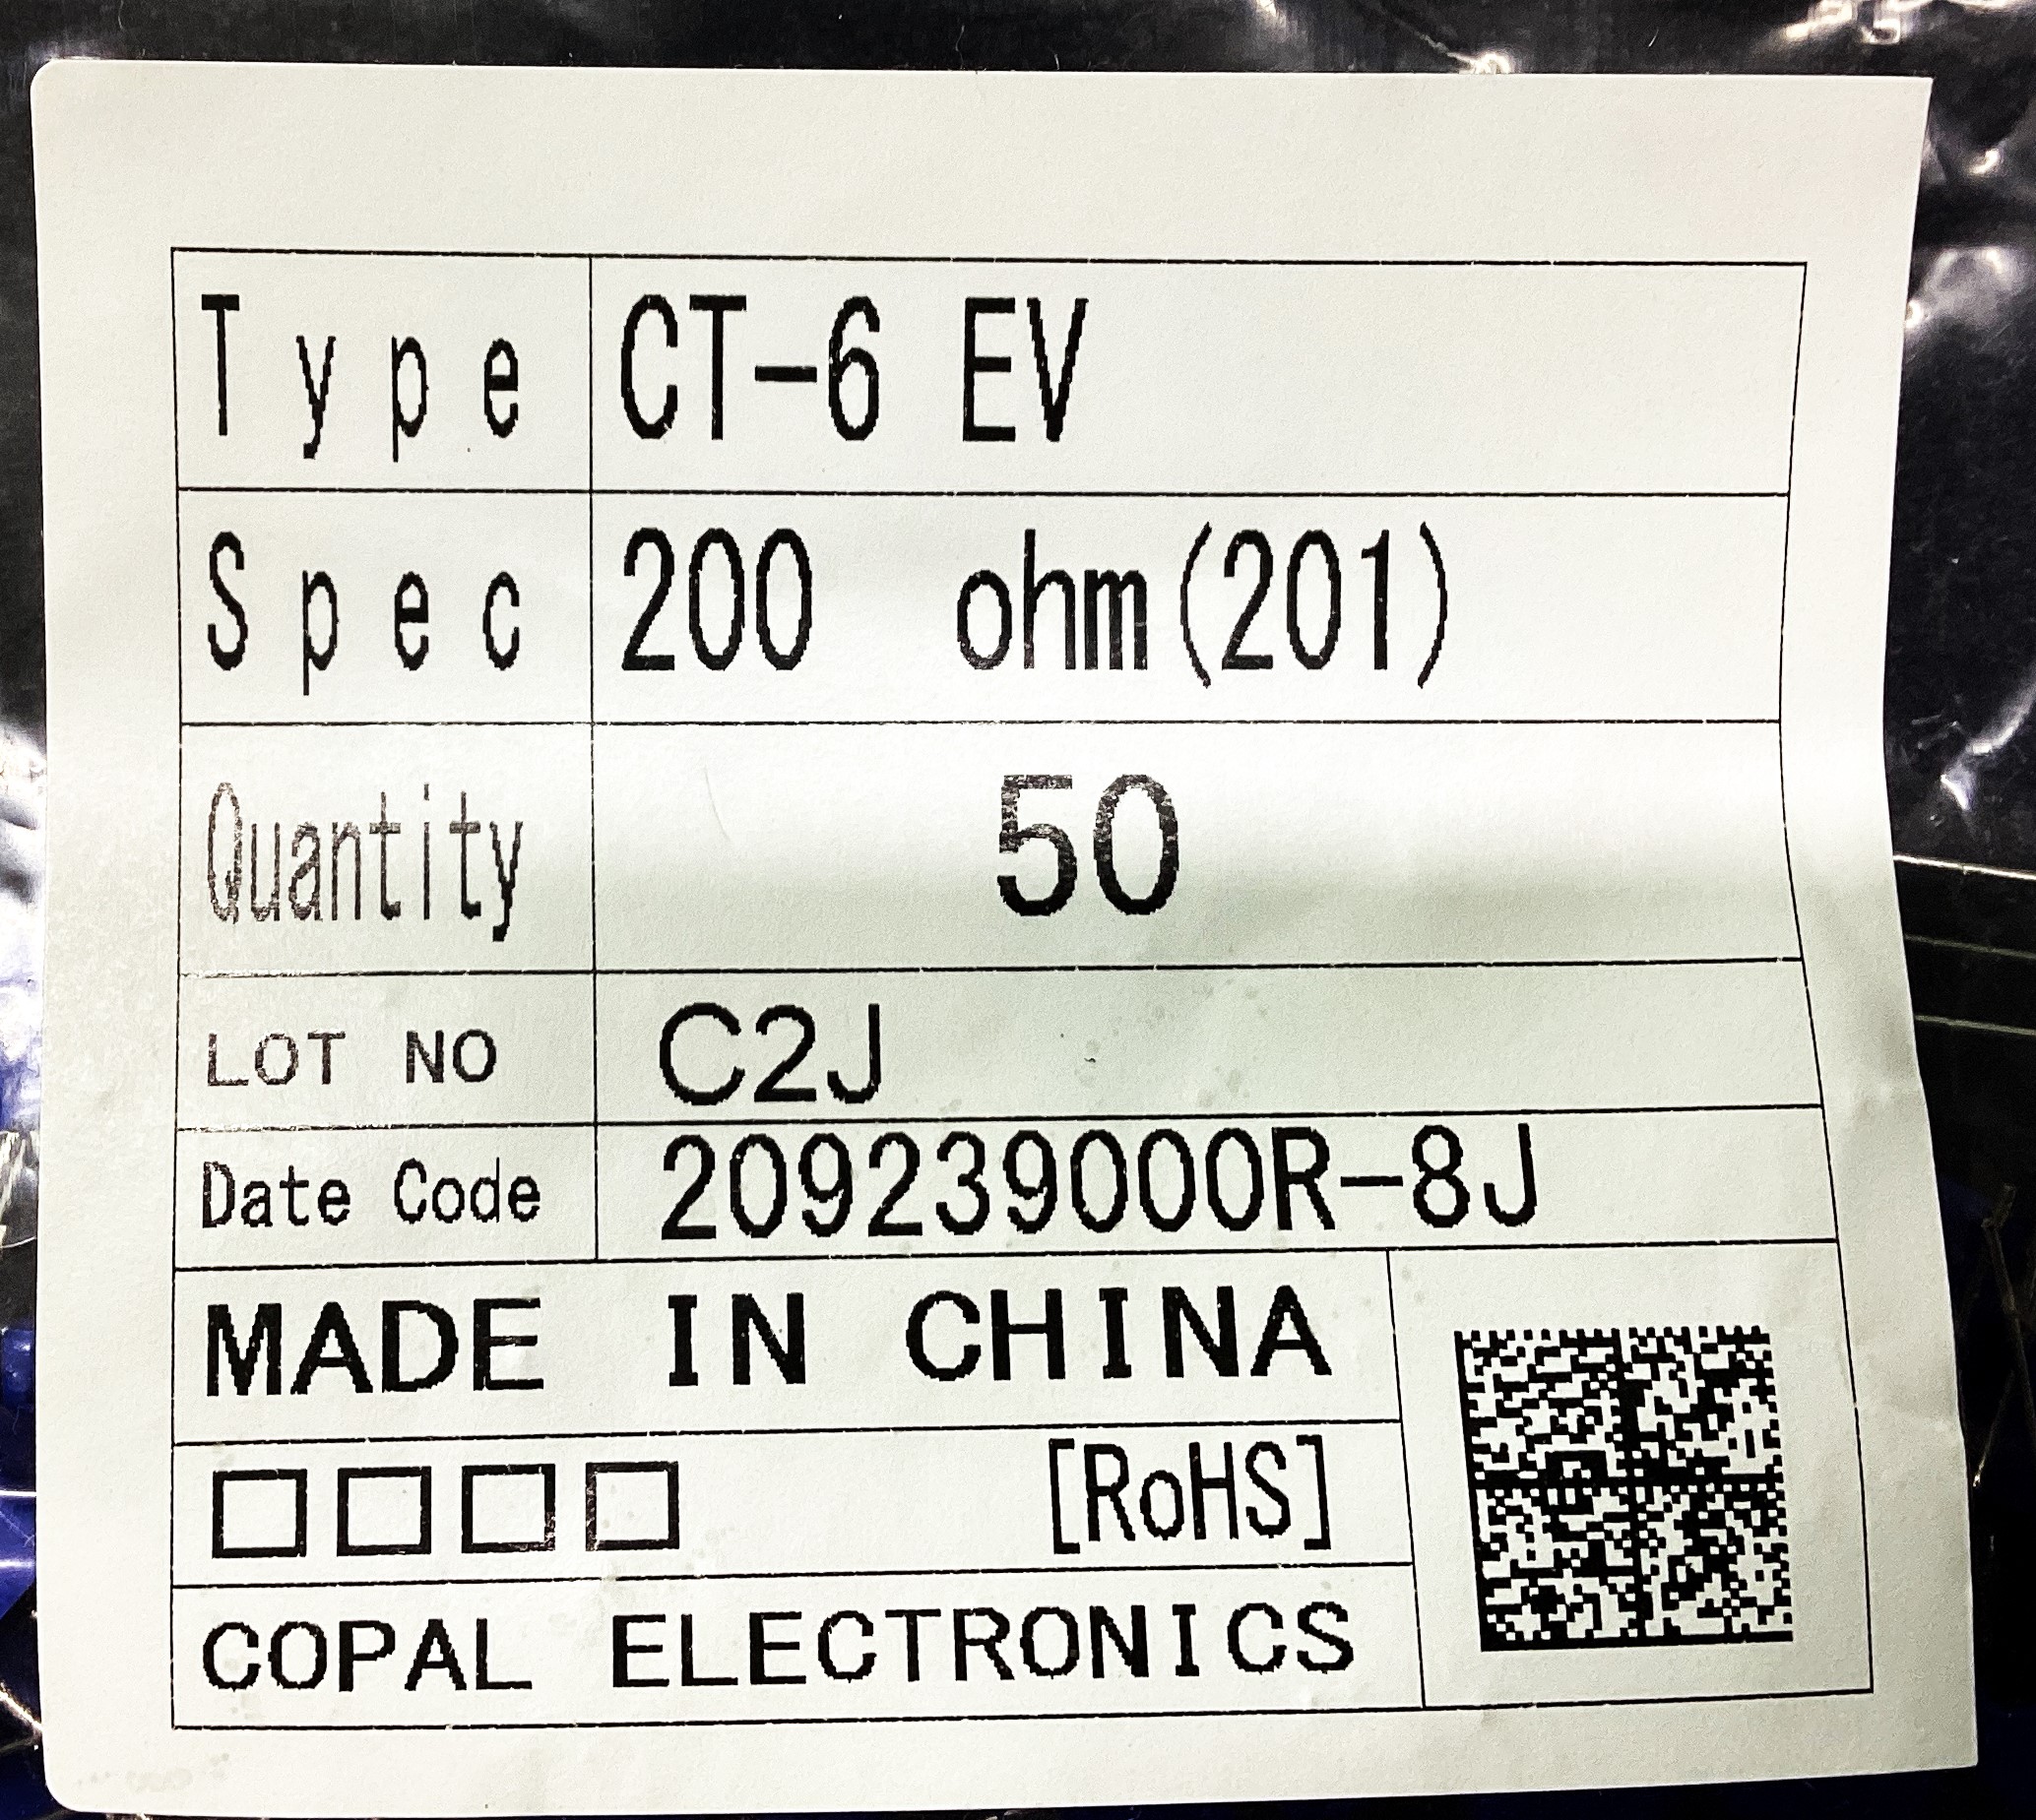 Type CT-6 EV
Spec 200 ohm(201)
Quantity 50
LOT NO C2J
Date Code 209239000R-8J
MADE IN CHINA
□□□□ [RoHS]
COPAL ELECTRONICS